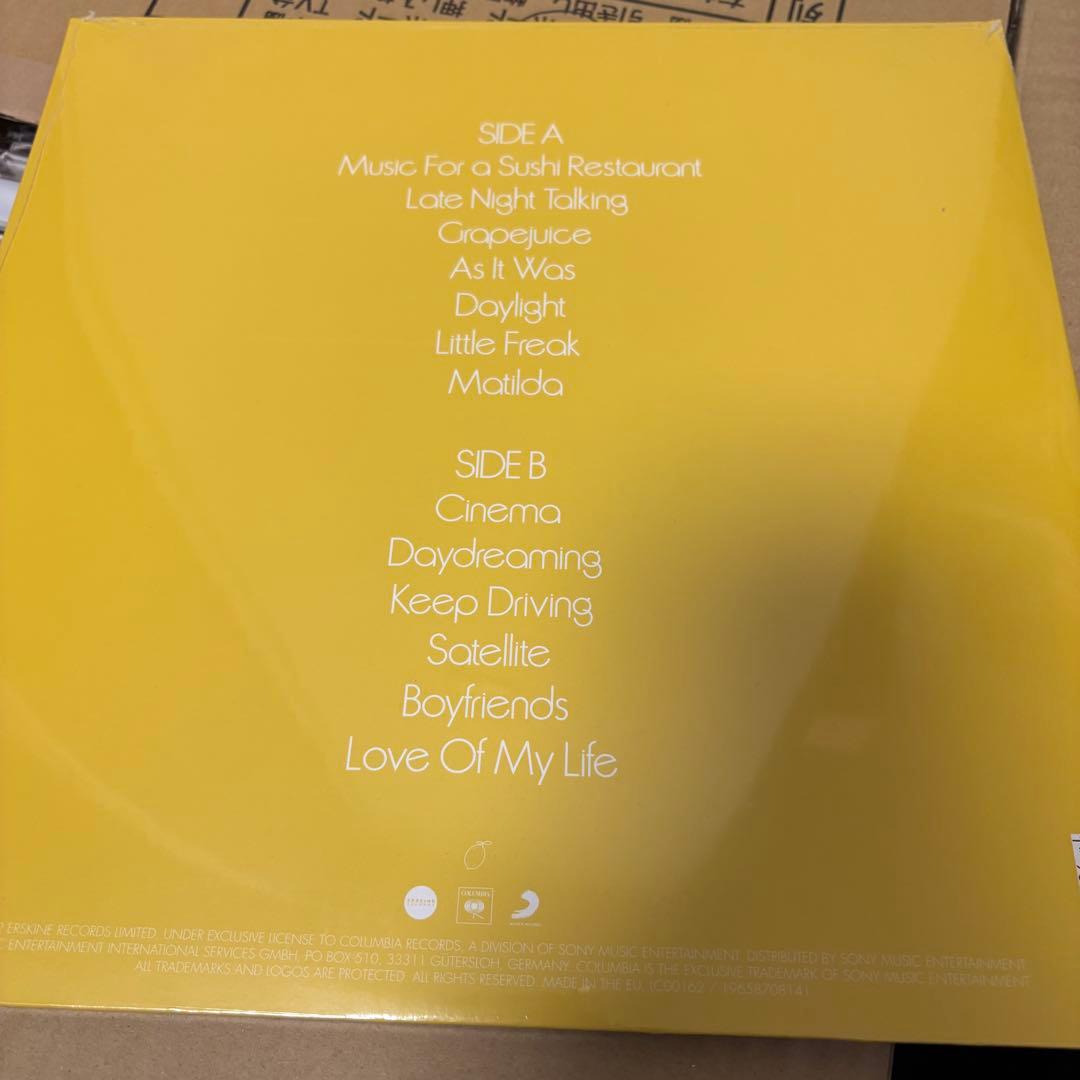 SIDE A
Music For a Sushi Restaurant
Late Night Talking
Grapejuice
As It Was
Daylight
Little Freak
Matilda
SIDE B
Cinema
Daydreaming
Keep Driving
Satellite
Boyfriends
Love Of My Life
COLUMBIA
ERSKINE RECORDS LIMITED. UNDER EXCLUSIVE LICENSE TO COLUMBIA RECORDS, A DIVISION OF SONY MUSIC ENTERTAINMENT. DISTRIBUTED BY SONY MUSIC ENTERTAINMENT.
ENTERTAINMENT INTERNATIONAL SERVICES GMBH, PO BOX 510, 33311 GÜTERSLOH, GERMANY. COLUMBIA IS THE EXCLUSIVE TRADEMARK OF SONY MUSIC ENTERTAINMENT.
ALL TRADEMARKS AND LOGOS ARE PROTECTED. ALL RIGHTS RESERVED. MADE IN THE EU. LC00162 / 19658708141